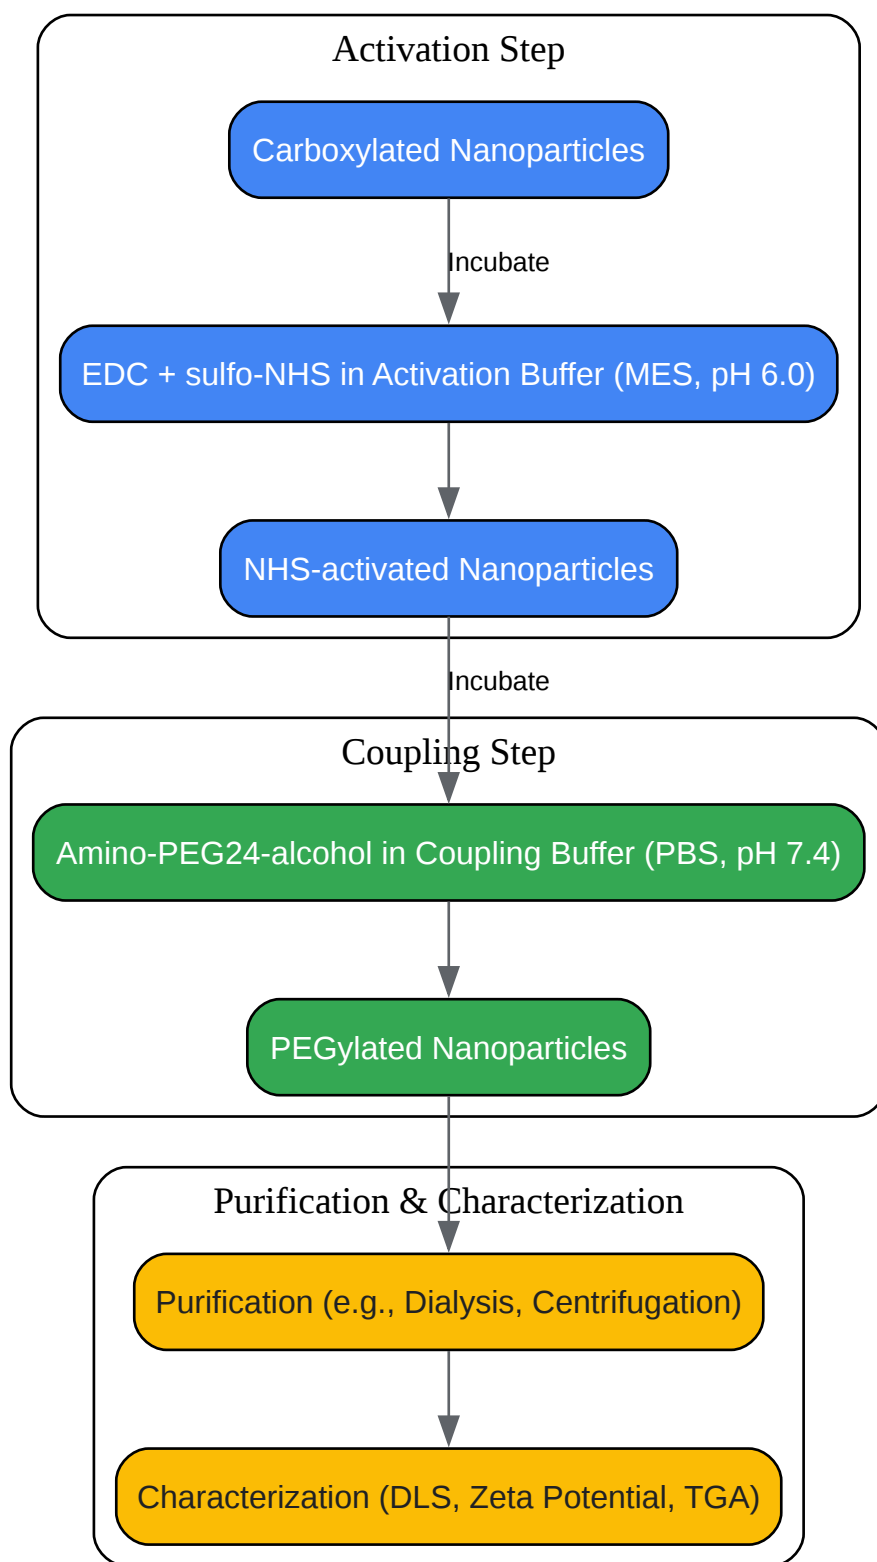 Activation Step
Carboxylated Nanoparticles
Incubate
EDC + sulfo-NHS in Activation Buffer (MES, pH 6.0)
NHS-activated Nanoparticles
Incubate
Coupling Step
Amino-PEG24-alcohol in Coupling Buffer (PBS, pH 7.4)
PEGylated Nanoparticles
Purification & Characterization
Purification (e.g., Dialysis, Centrifugation)
Characterization (DLS, Zeta Potential, TGA)